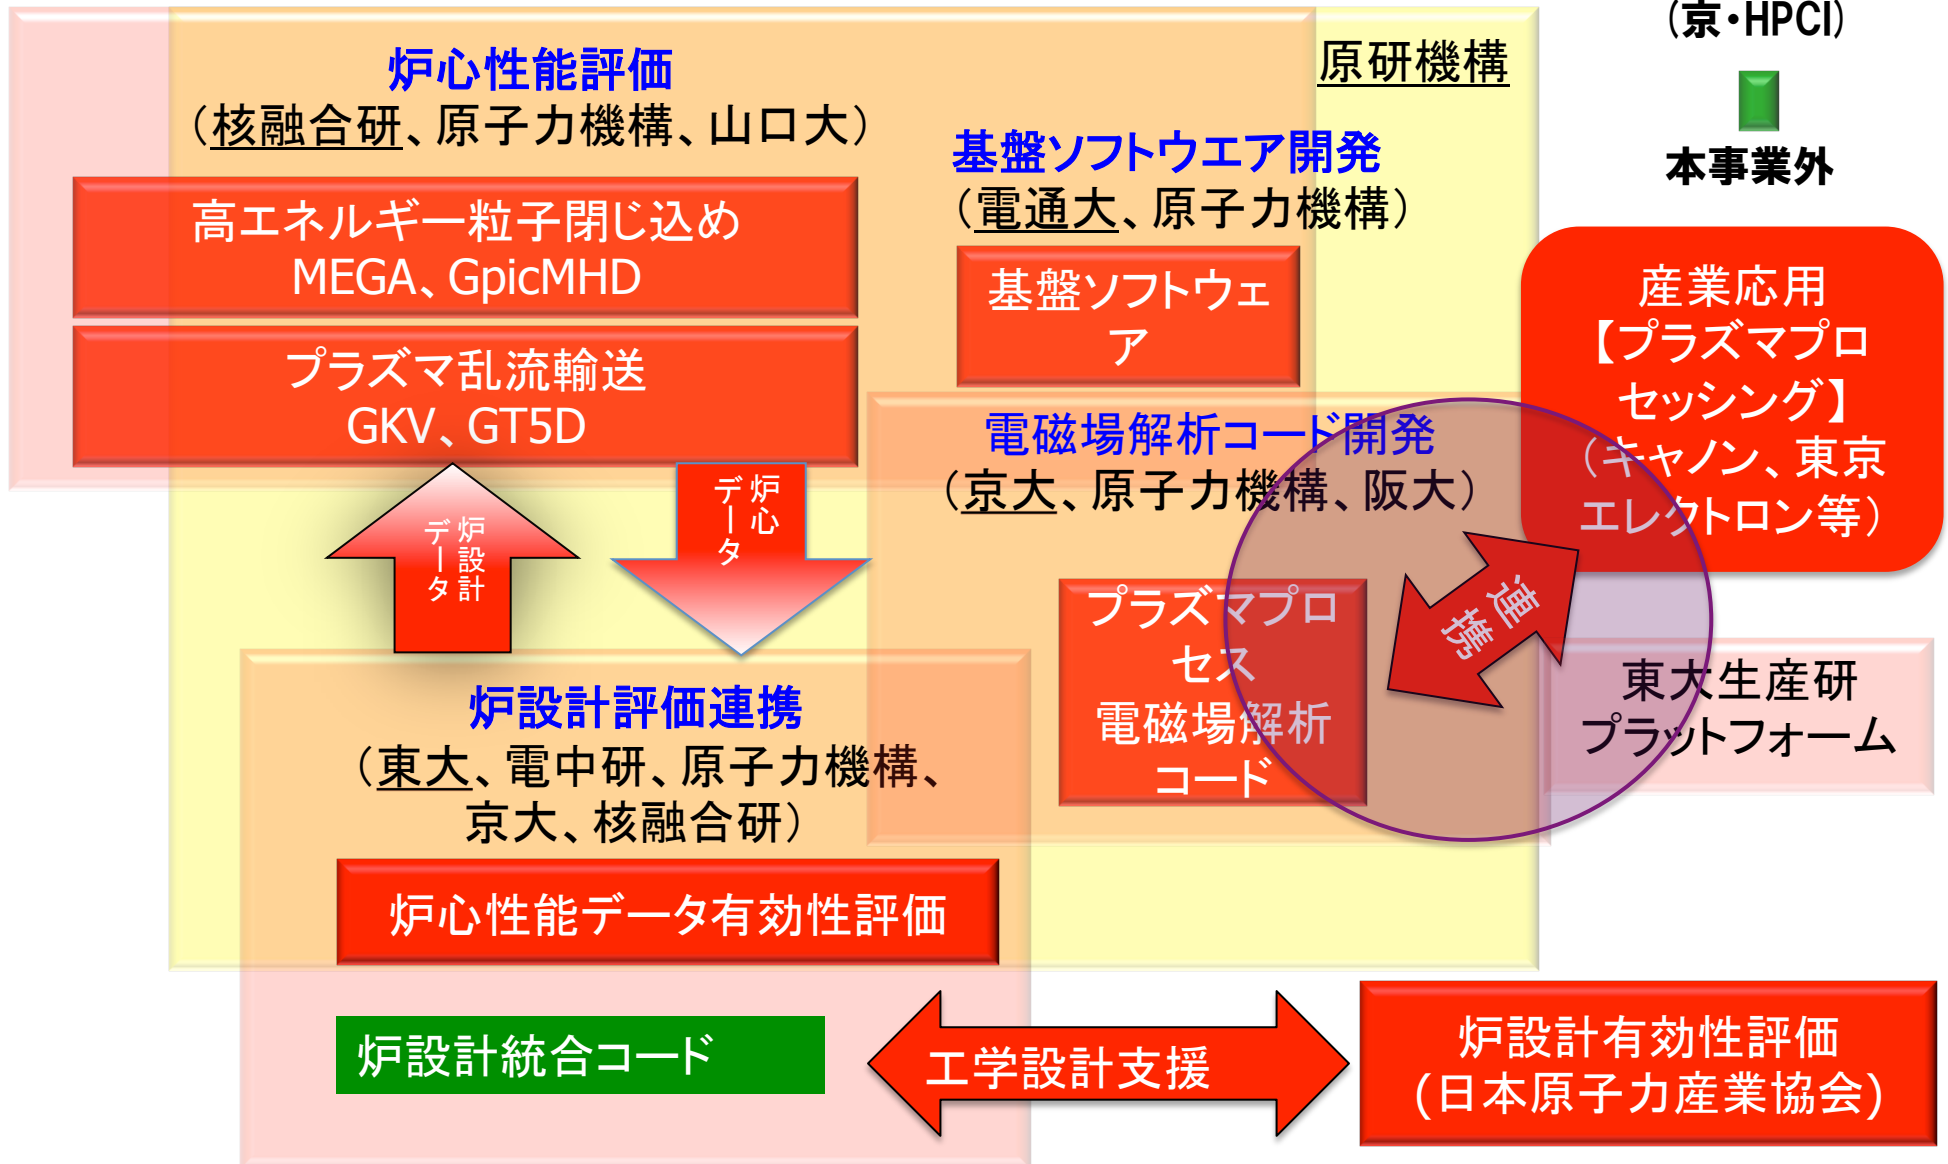 (京・HPCI)
本事業外
原研機構
炉心性能評価
（核融合研、原子力機構、山口大）
高エネルギー粒子閉じ込め
MEGA、GpicMHD
プラズマ乱流輸送
GKV、GT5D
基盤ソフトウエア開発
（電通大、原子力機構）
基盤ソフトウェ
ア
産業応用
【プラズマプロ
セッシング】
（キャノン、東京
エレクトロン等）
電磁場解析コード開発
（京大、原子力機構、阪大）
炉設計
データ
炉心
データ
プラズマプロ
セス
電磁場解析
コード
連
携
東大生産研
プラットフォーム
炉設計評価連携
（東大、電中研、原子力機構、
京大、核融合研）
炉心性能データ有効性評価
炉設計統合コード
工学設計支援
炉設計有効性評価
(日本原子力産業協会)